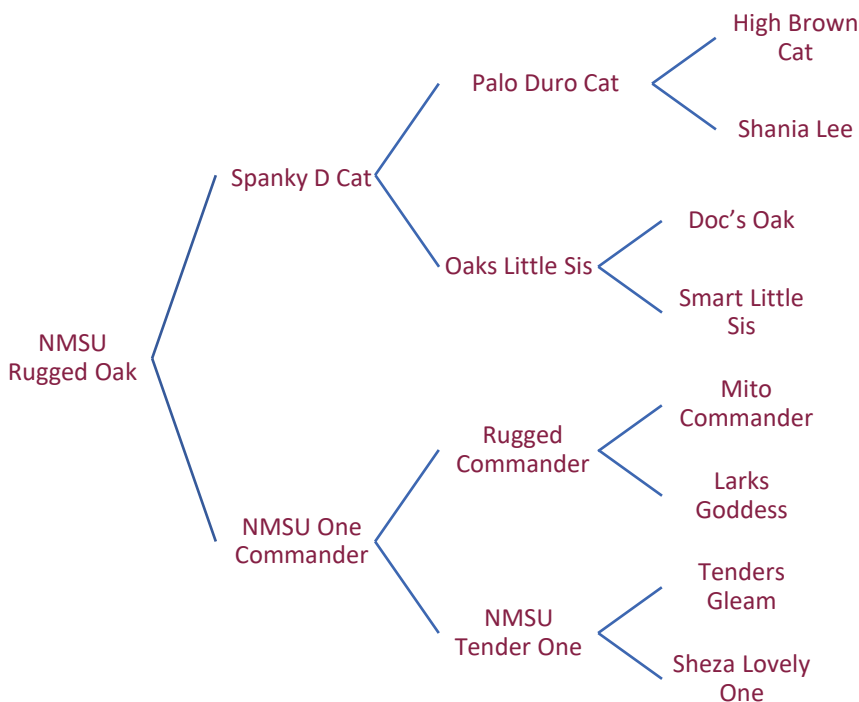 High Brown
Cat
Palo Duro Cat
Shania Lee
Spanky D Cat
Doc’s Oak
Oaks Little Sis
Smart Little
Sis
NMSU
Rugged Oak
Mito
Commander
Rugged
Commander
Larks
Goddess
NMSU One
Commander
Tenders
Gleam
NMSU
Tender One
Sheza Lovely
One